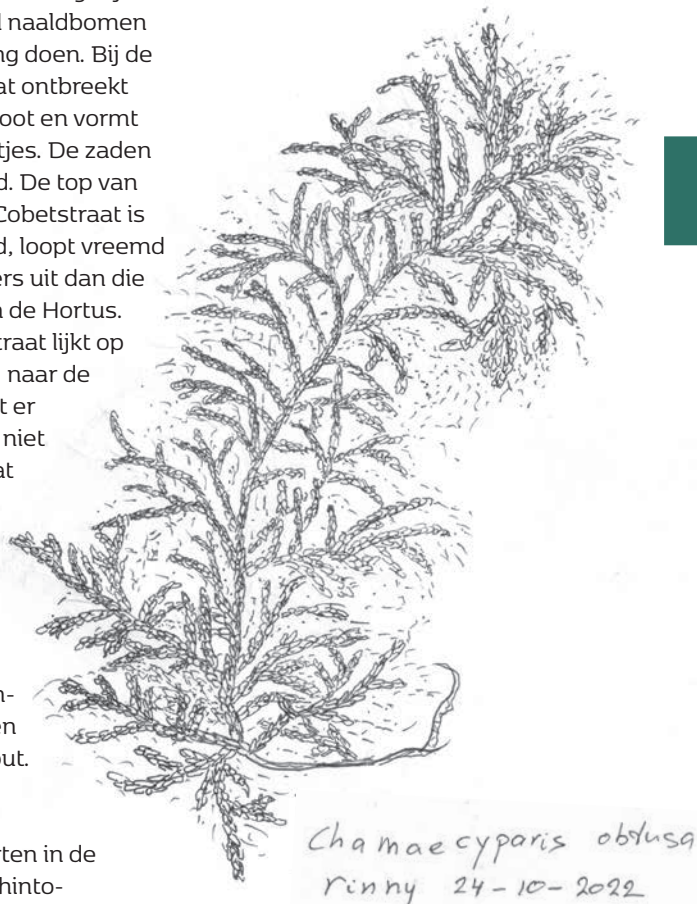 naaldbomen
ng doen. Bij de
at ontbreekt
oot en vormt
tjes. De zaden
d. De top van
Cobetstraat is
d, loopt vreemd
ers uit dan die
de Hortus.
traat lijkt op
naar de
t er
niet
at
n-
en
out.
rten in de
hinto-
Chamaecyparis obtusa
rinny 24-10-2022